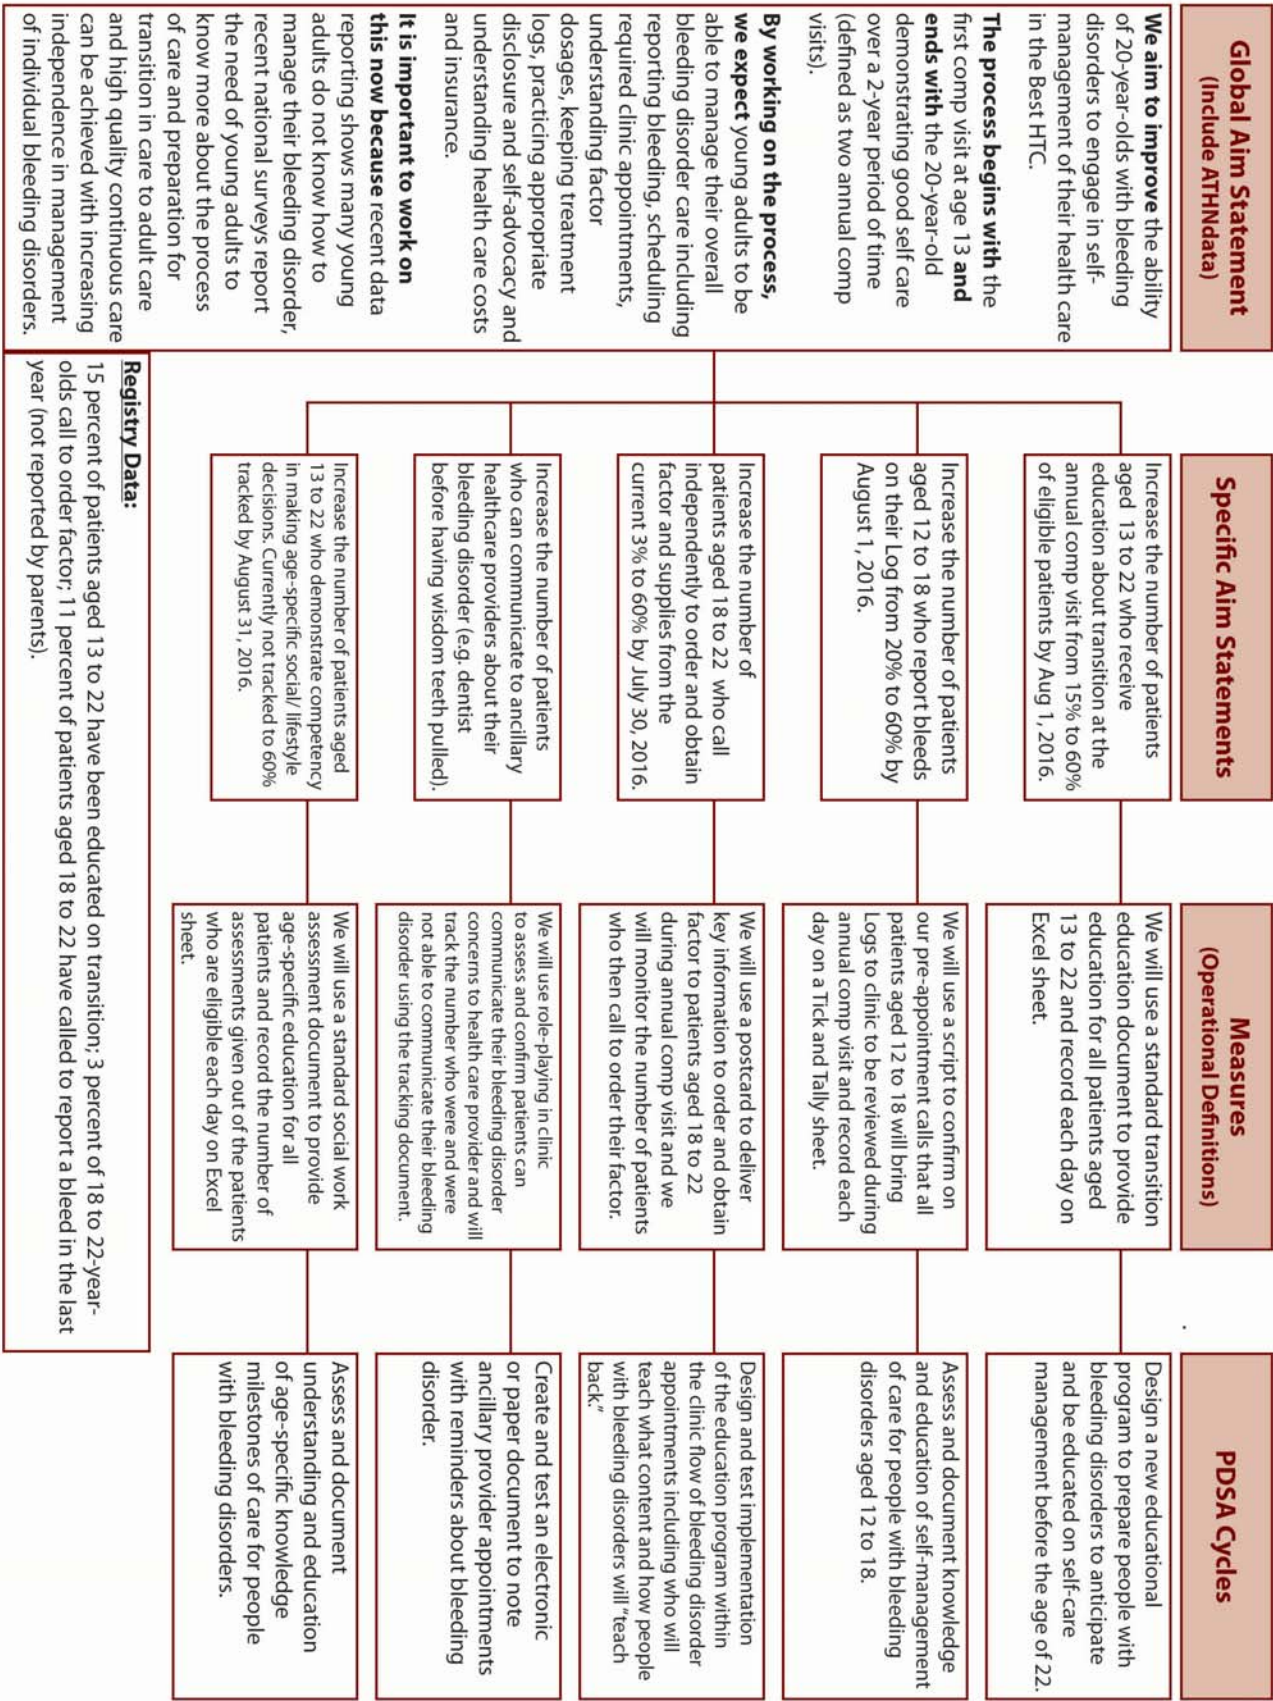 Global Aim Statement
(Include ATHNdata)
We aim to improve the ability
of 20-year-olds with bleeding
disorders to engage in self-
management of their health care
in the Best HTC.
The process begins with the
first comp visit at age 13 and
ends with the 20-year-old
demonstrating good self care
over a 2-year period of time
(defined as two annual comp
visits).
By working on the process,
we expect young adults to be
able to manage their overall
bleeding disorder care including
reporting bleeding, scheduling
required clinic appointments,
understanding factor
dosages, keeping treatment
logs, practicing appropriate
disclosure and self-advocacy and
understanding health care costs
and insurance.
It is important to work on
this now because recent data
reporting shows many young
adults do not know how to
manage their bleeding disorder,
recent national surveys report
the need of young adults to
know more about the process
of care and preparation for
transition in care to adult care
and high quality continuous care
can be achieved with increasing
independence in management
of individual bleeding disorders.
Specific Aim Statements
Increase the number of patients
aged 13 to 22 who receive
education about transition at the
annual comp visit from 15% to 60%
of eligible patients by Aug 1, 2016.
Increase the number of patients
aged 12 to 18 who report bleeds
on their Log from 20% to 60% by
August 1, 2016.
Increase the number of
patients aged 18 to 22 who call
independently to order and obtain
factor and supplies from the
current 3% to 60% by July 30, 2016.
Increase the number of patients
who can communicate to ancillary
healthcare providers about their
bleeding disorder (e.g. dentist
before having wisdom teeth pulled).
Increase the number of patients aged
13 to 22 who demonstrate competency
in making age-specific social/ lifestyle
decisions. Currently not tracked to 60%
tracked by August 31, 2016.
Measures
(Operational Definitions)
We will use a standard transition
education document to provide
education for all patients aged
13 to 22 and record each day on
Excel sheet.
We will use a script to confirm on
our pre-appointment calls that all
patients aged 12 to 18 will bring
Logs to clinic to be reviewed during
annual comp visit and record each
day on a Tick and Tally sheet.
We will use a postcard to deliver
key information to order and obtain
factor to patients aged 18 to 22
during annual comp visit and we
will monitor the number of patients
who then call to order their factor.
We will use role-playing in clinic
to assess and confirm patients can
communicate their bleeding disorder
concerns to health care provider and will
track the number who were and were
not able to communicate their bleeding
disorder using the tracking document.
We will use a standard social work
assessment document to provide
age-specific education for all
patients and record the number of
assessments given out of the patients
who are eligible each day on Excel
sheet.
PDSA Cycles
Design a new educational
program to prepare people with
bleeding disorders to anticipate
and be educated on self-care
management before the age of 22.
Assess and document knowledge
and education of self-management
of care for people with bleeding
disorders aged 12 to 18.
Design and test implementation
of the education program within
the clinic flow of bleeding disorder
appointments including who will
teach what content and how people
with bleeding disorders will "teach
back."
Create and test an electronic
or paper document to note
ancillary provider appointments
with reminders about bleeding
disorder.
Assess and document
understanding and education
of age-specific knowledge
milestones of care for people
with bleeding disorders.
Registry Data:
15 percent of patients aged 13 to 22 have been educated on transition; 3 percent of 18 to 22-year-
olds call to order factor; 11 percent of patients aged 18 to 22 have called to report a bleed in the last
year (not reported by parents).